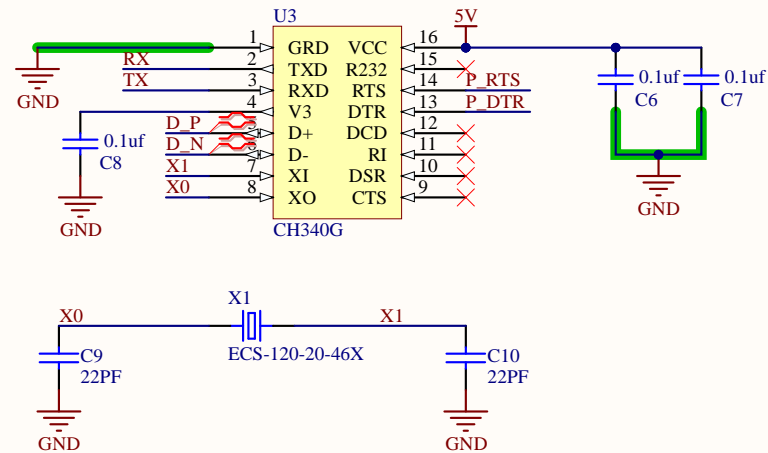 U3
5V
1 GRD VCC 16
RX 2 TXD R232 15
TX 3 RXD RTS 14 P_RTS
4 V3 DTR 13 P_DTR
D_P 5 D+ DCD 12
D_N 6 D- RI 11
X1 7 XI DSR 10
X0 8 XO CTS 9
CH340G
GND
0.1uf
C8
GND
0.1uf
C6
0.1uf
C7
GND
X1
X0
X1
ECS-120-20-46X
C9
22PF
GND
C10
22PF
GND